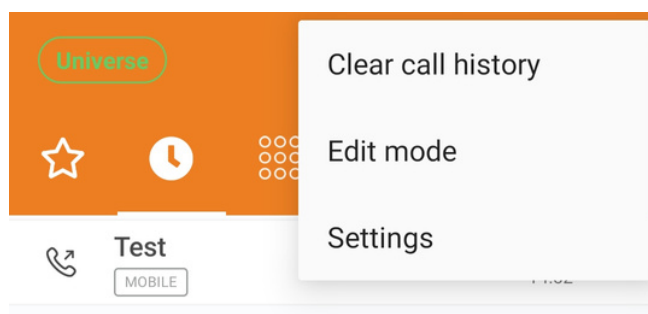 Universe
Clear call history
Edit mode
Settings
Test
MOBILE